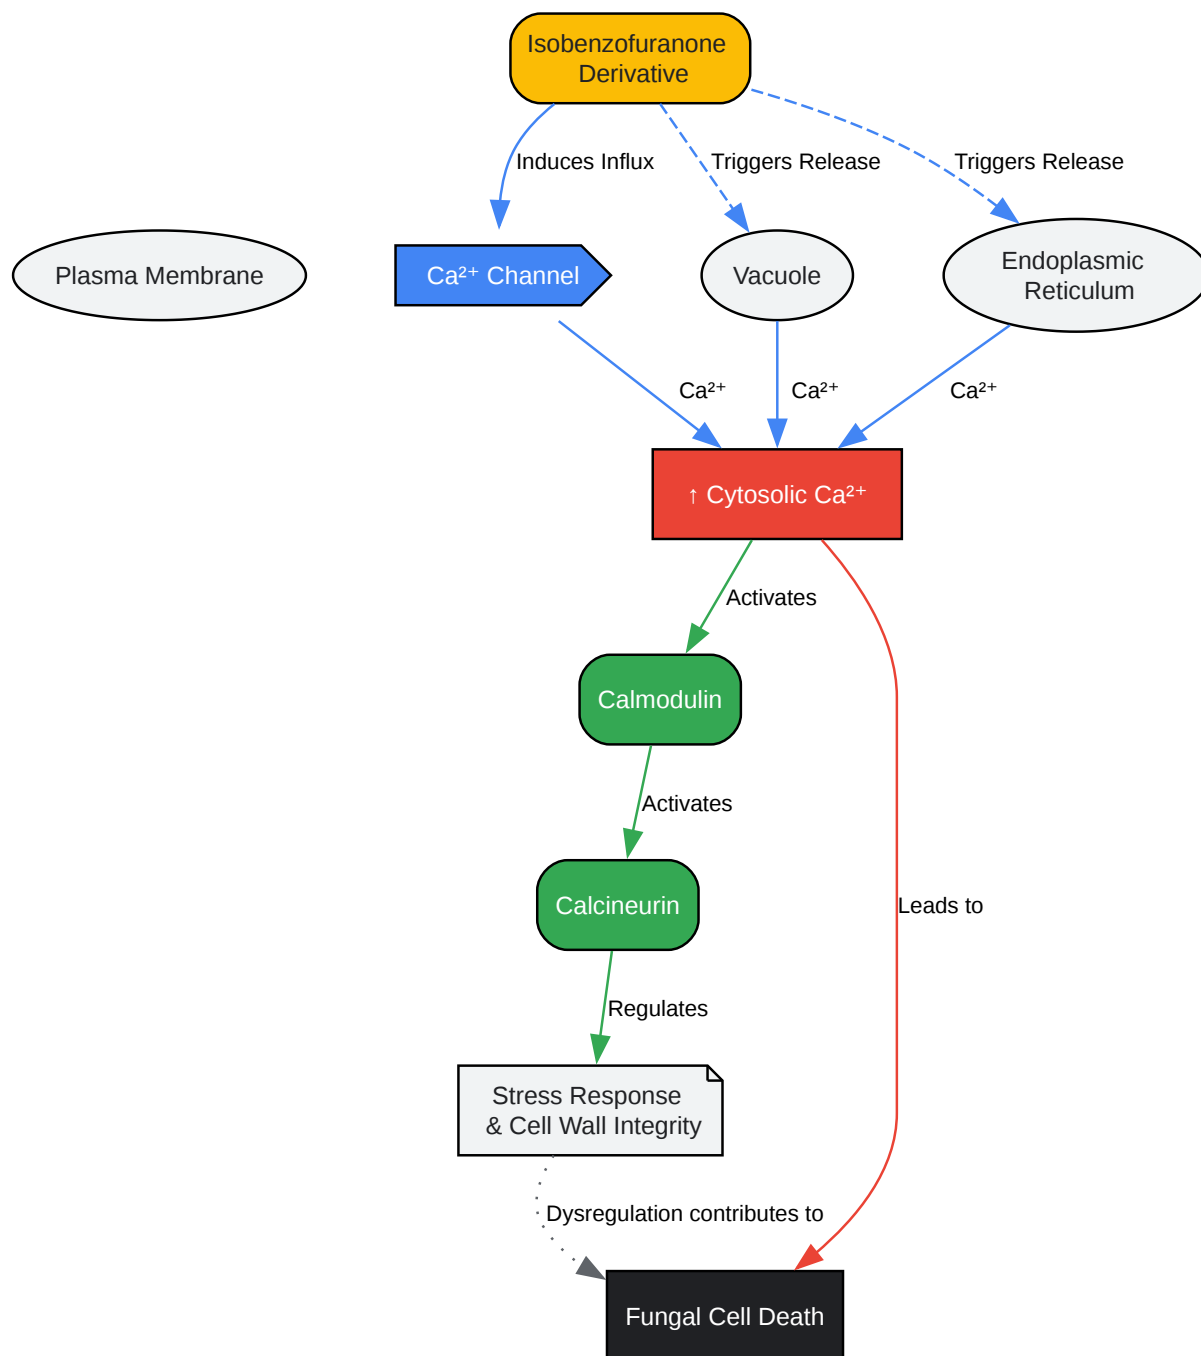 Isobenzofuranone
Derivative
Induces Influx
Triggers Release
Triggers Release
Plasma Membrane
Ca²⁺ Channel
Vacuole
Endoplasmic
Reticulum
Ca²⁺
Ca²⁺
Ca²⁺
↑ Cytosolic Ca²⁺
Activates
Calmodulin
Activates
Calcineurin
Leads to
Regulates
Stress Response
& Cell Wall Integrity
Dysregulation contributes to
Fungal Cell Death